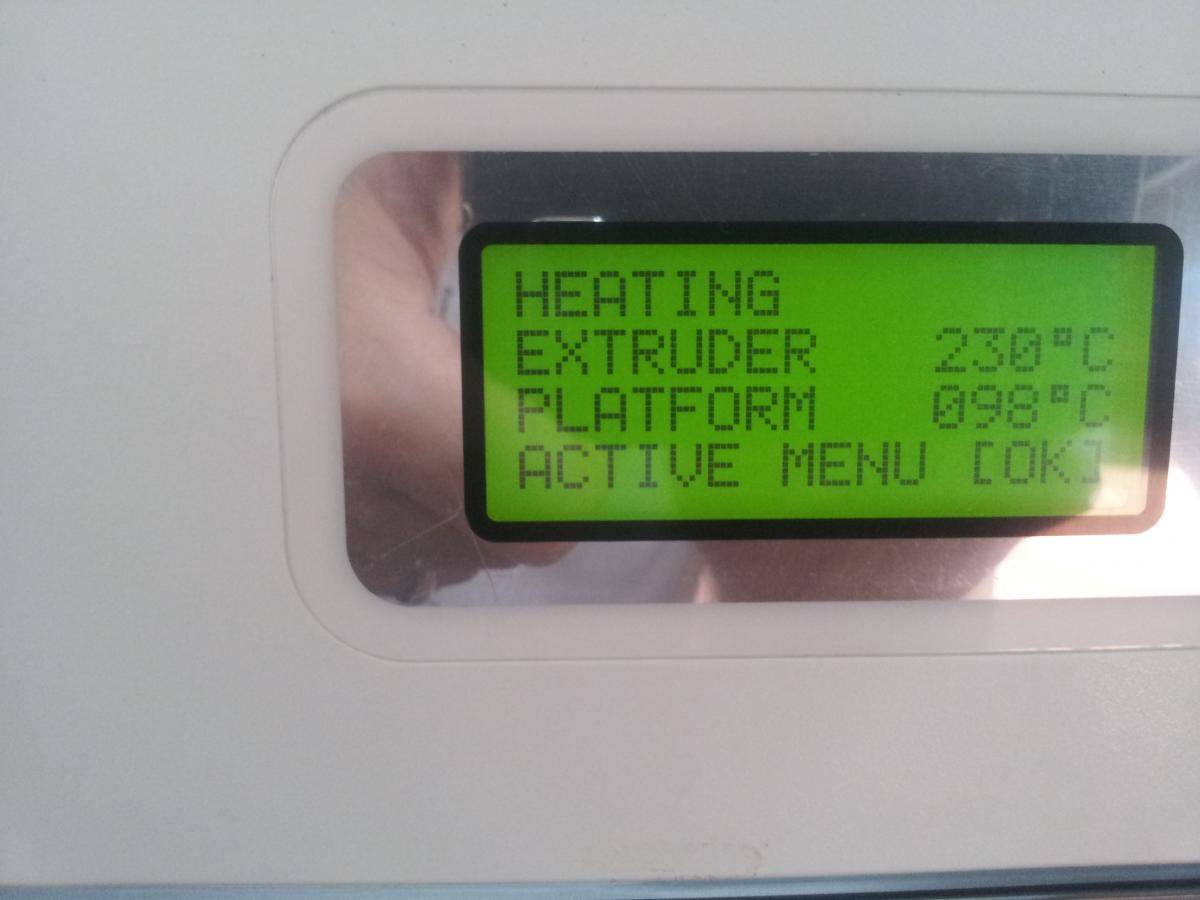 HEATING
EXTRUDER 230°C
PLATFORM 098°C
ACTIVE MENU [OK]